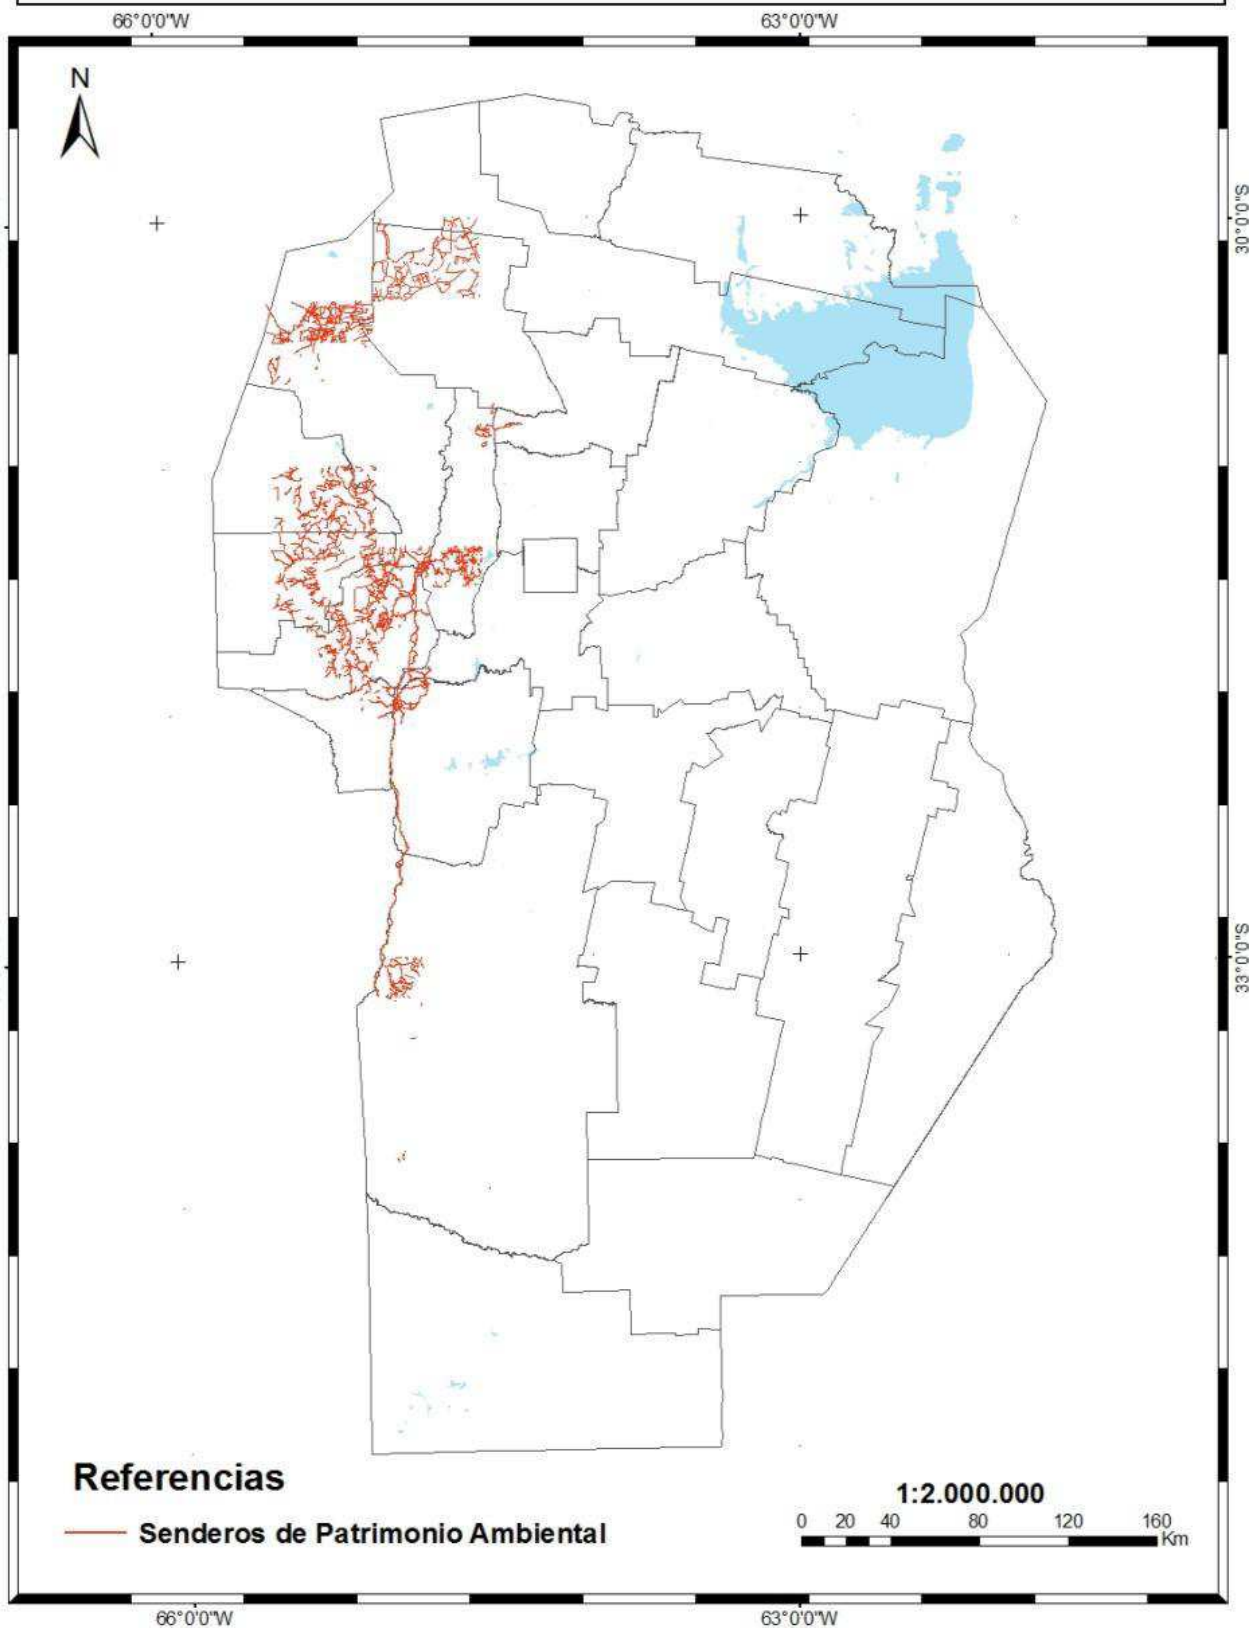 66°0'0"W 63°0'0"W
N
30°0'0"S
33°0'0"S
Referencias
Senderos de Patrimonio Ambiental
1:2.000.000
0 20 40 80 120 160
Km
66°0'0"W 63°0'0"W